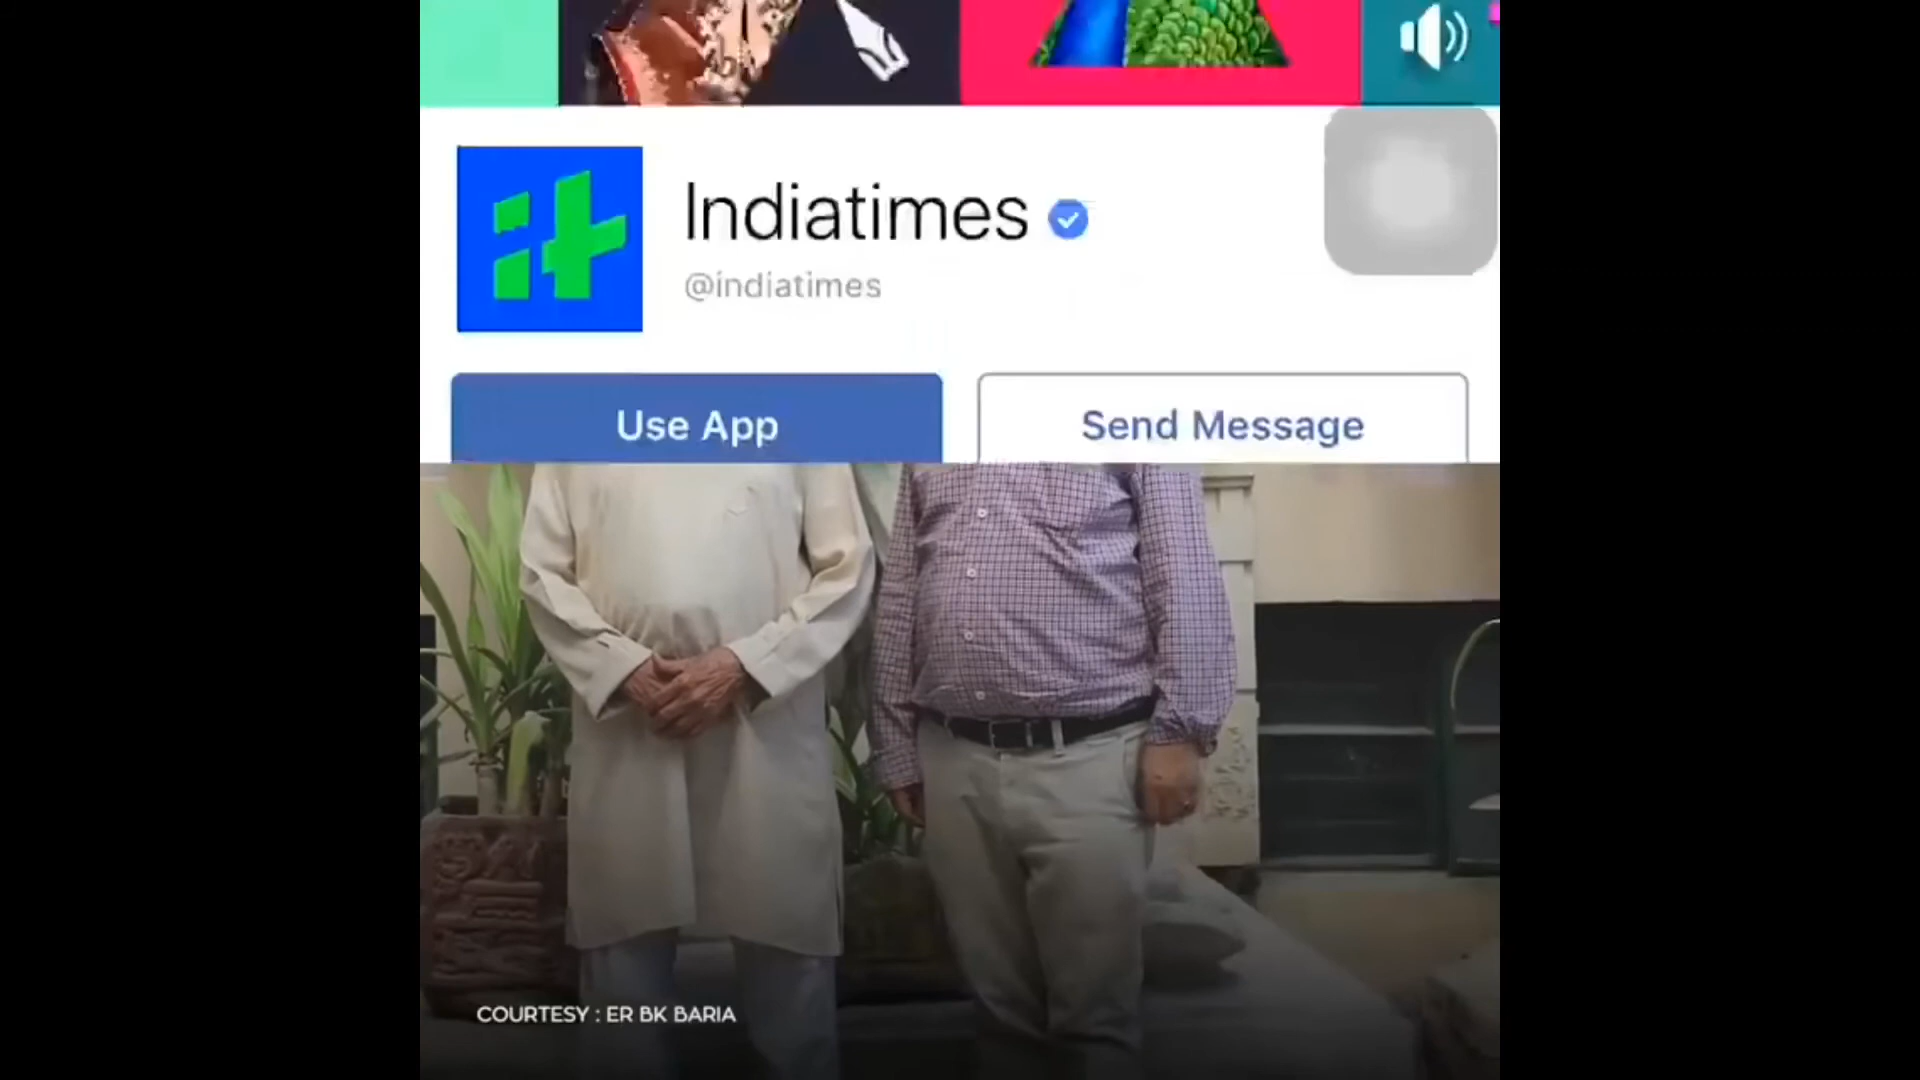 Indiatimes
@indiatimes
Use App
Send Message
COURTESY : ER BK BARIA